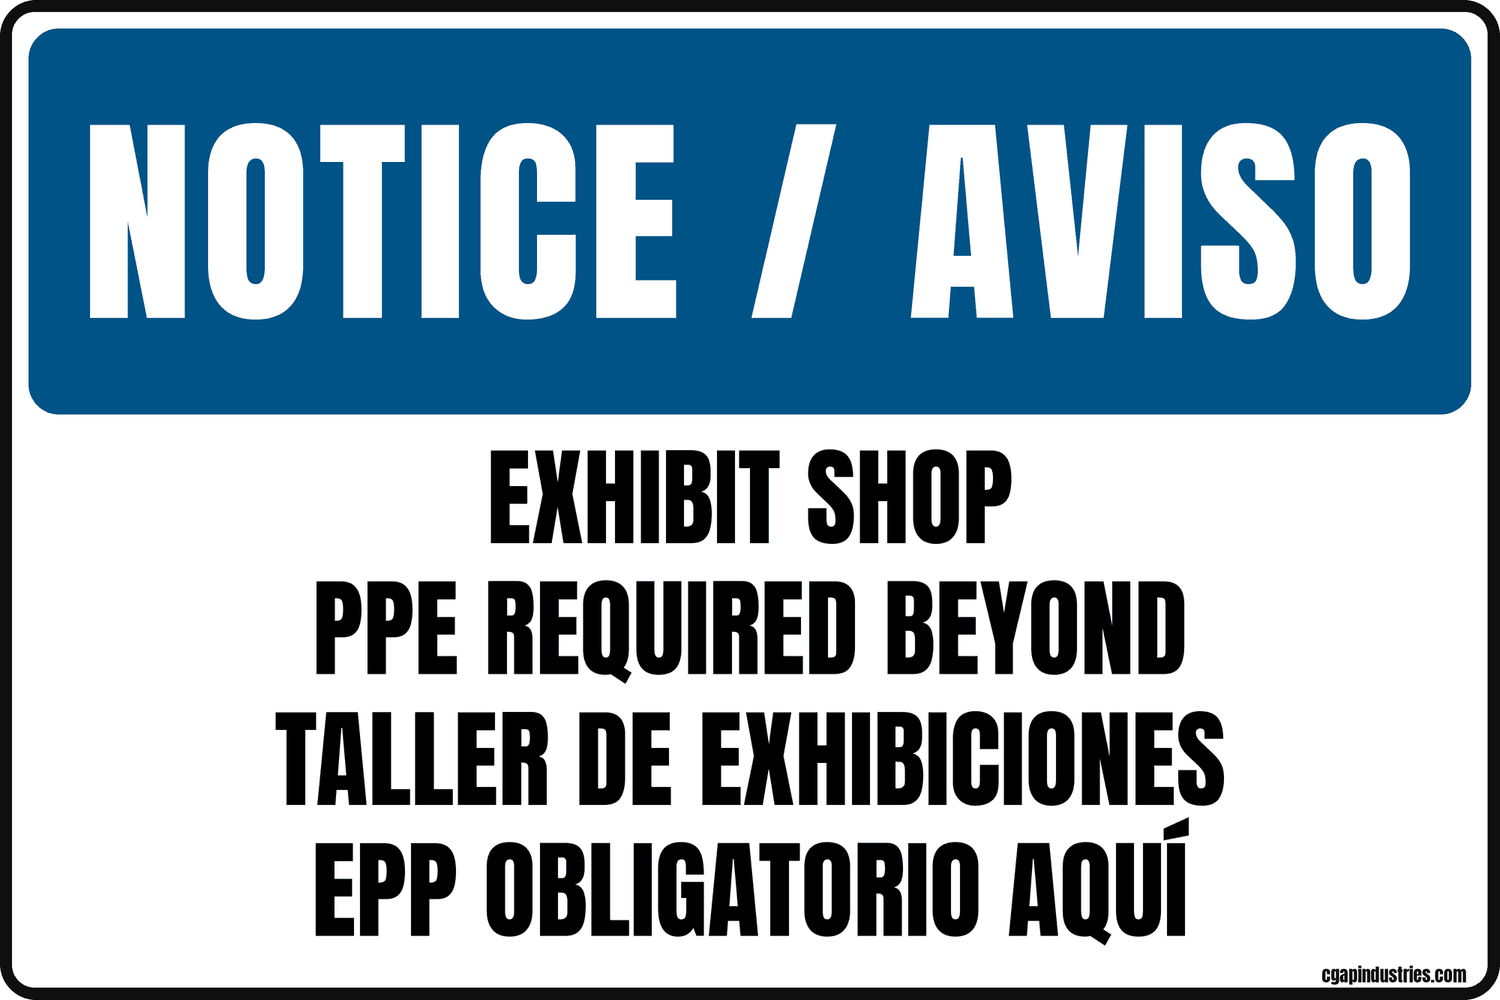 NOTICE / AVISO
EXHIBIT SHOP
PPE REQUIRED BEYOND
TALLER DE EXHIBICIONES
EPP OBLIGATORIO AQUÍ
cgapindustries.com